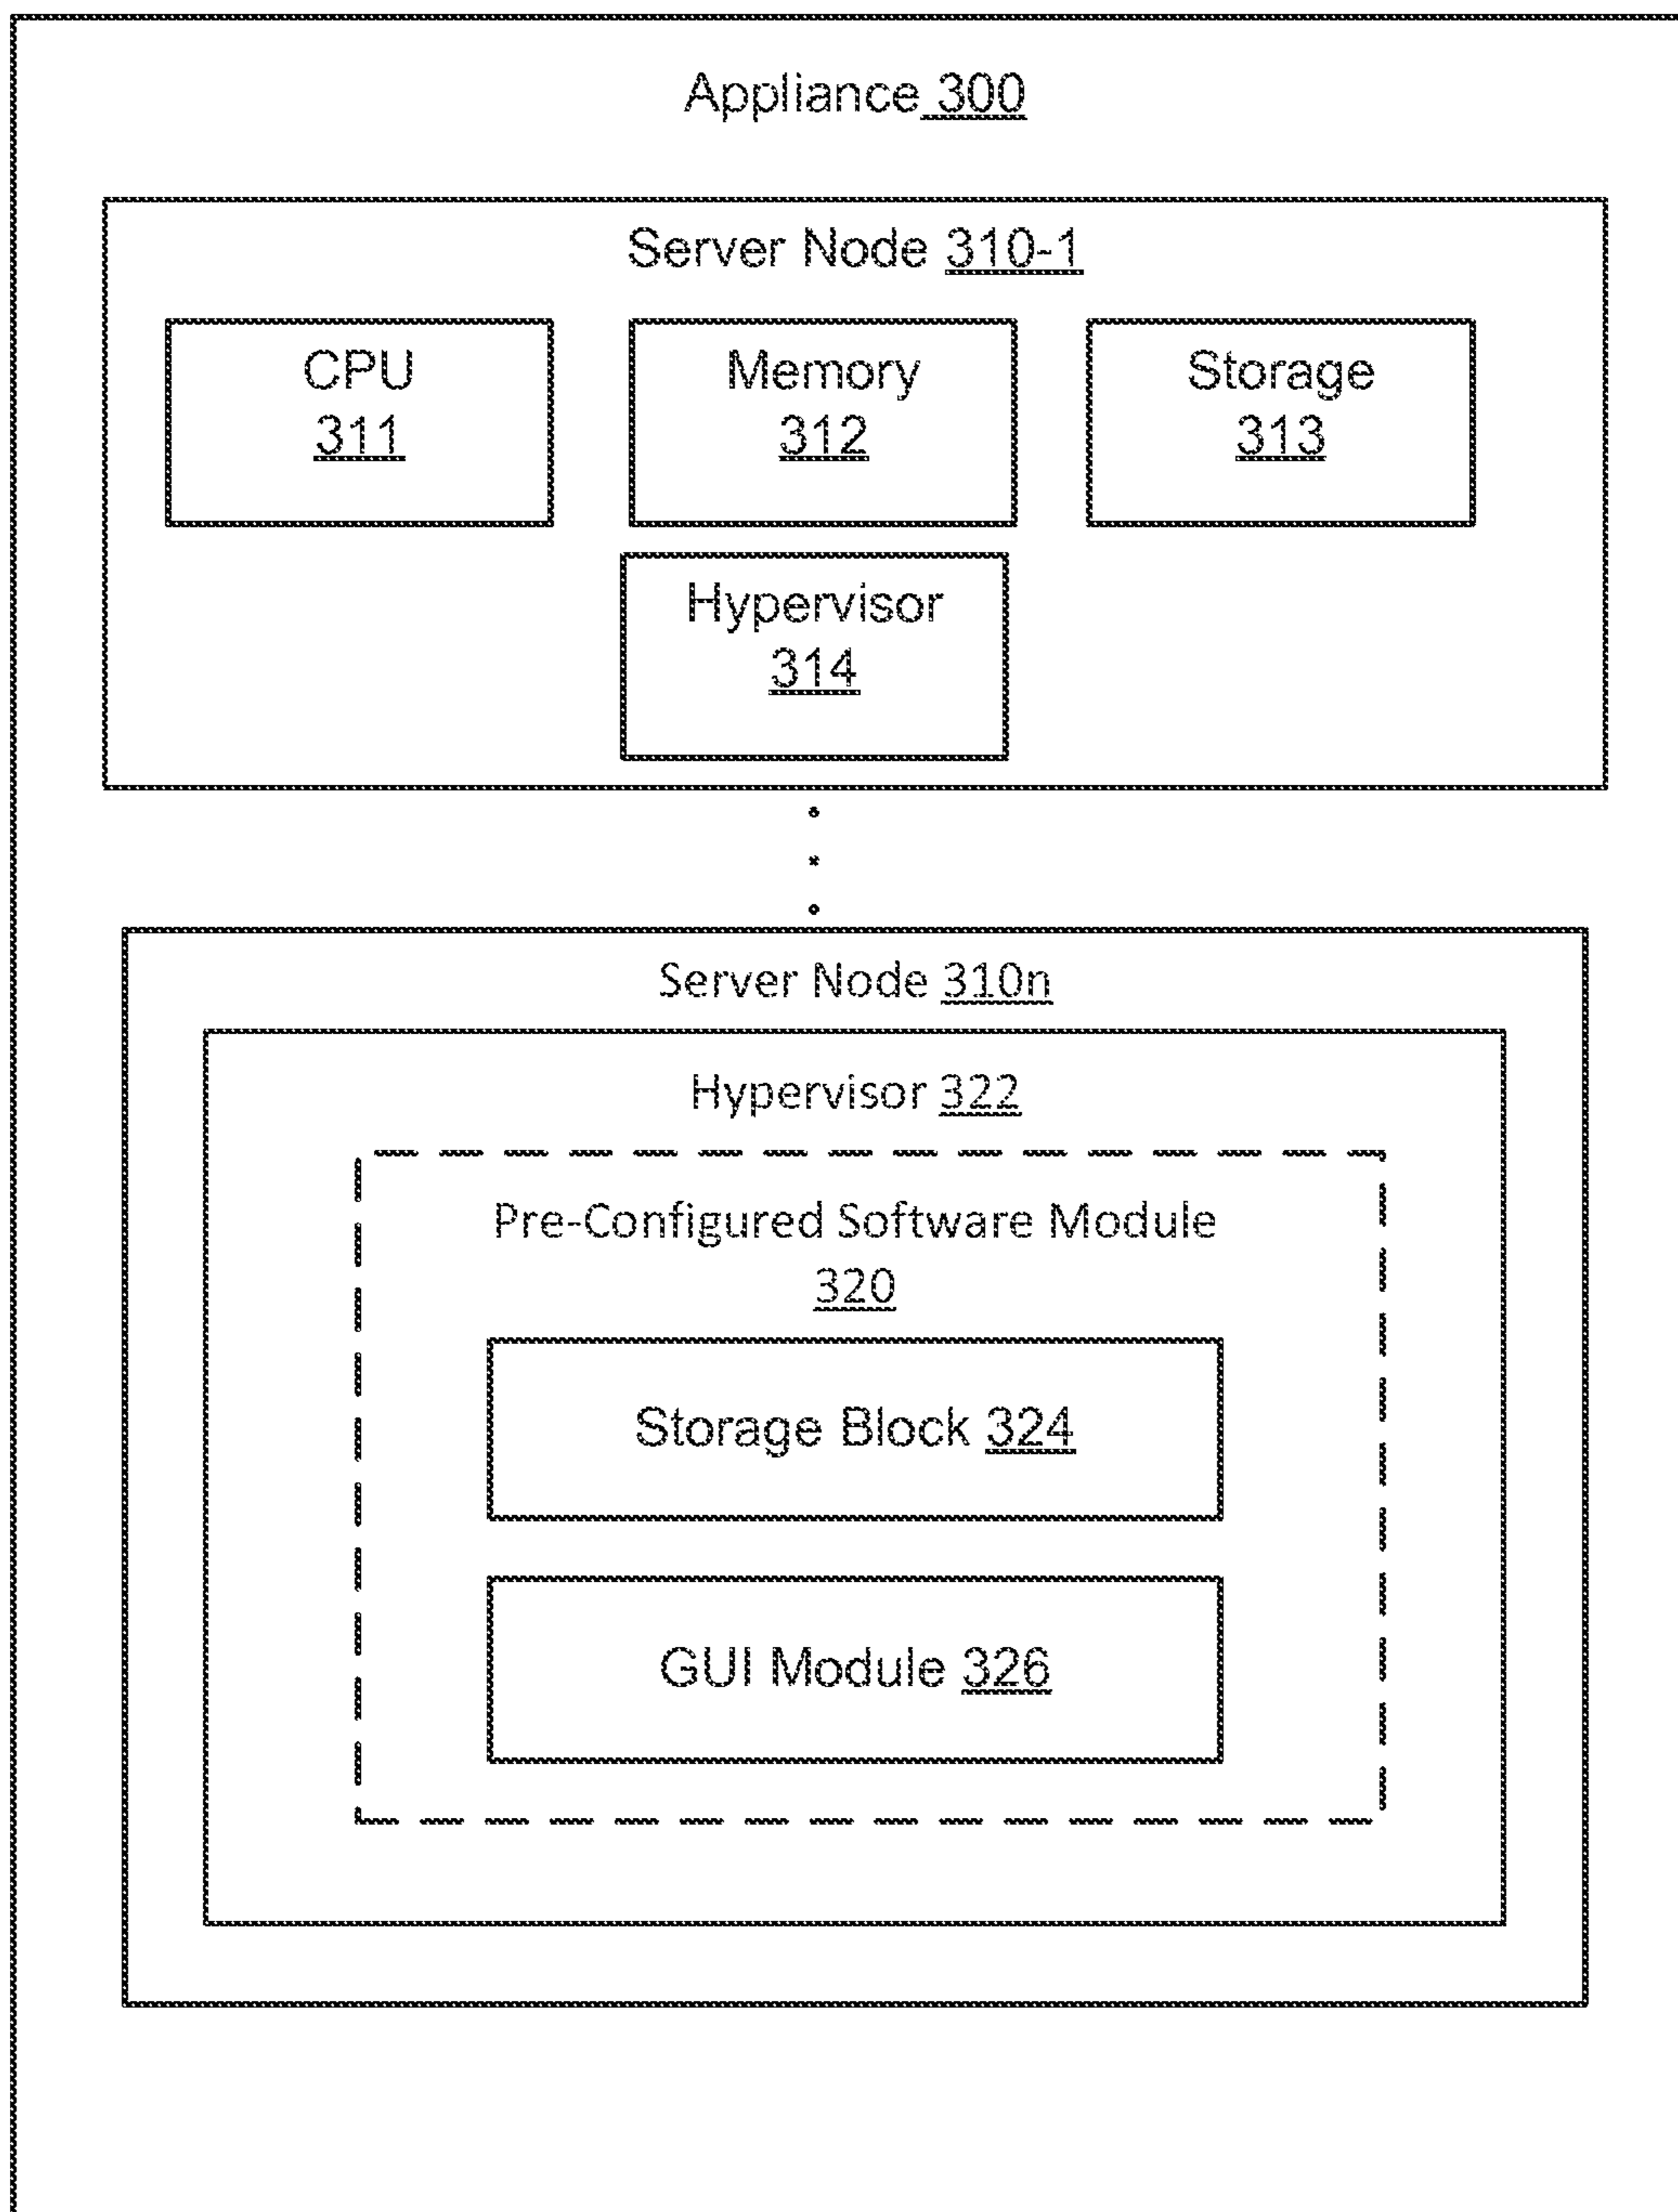 Appliance 300
Server Node 310-1
CPU
311
Memory
312
Storage
313
Hypervisor
314
Server Node 310n
Hypervisor 322
Pre-Configured Software Module
320
Storage Block 324
GUI Module 326